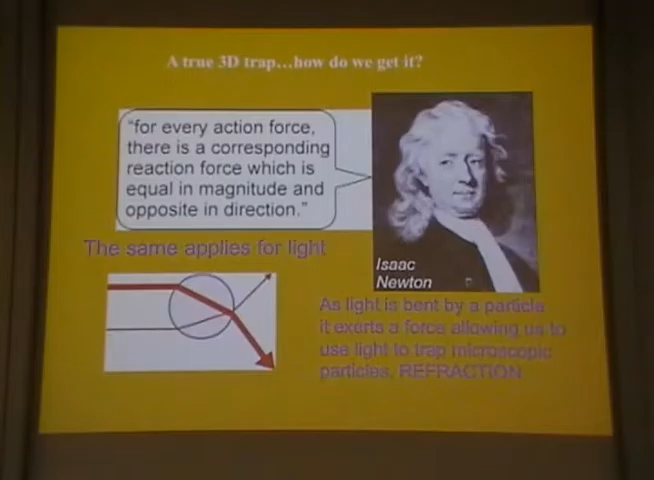 A true 3D trap...how do we get it?
"for every action force,
there is a corresponding
reaction force which is
equal in magnitude and
opposite in direction."
Isaac
Newton
The same applies for light
As light is bent by a particle
it exerts a force allowing us to
use light to trap microscopic
particles, REFRACTION